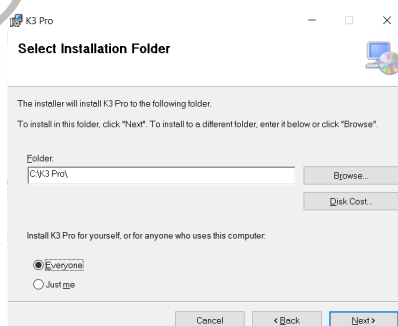 K3 Pro
Select Installation Folder
The installer will install K3 Pro to the following folder.
To install in this folder, click "Next". To install to a different folder, enter it below or click "Browse".
Folder:
C:\K3 Pro\
Browse...
Disk Cost...
Install K3 Pro for yourself, or for anyone who uses this computer:
Everyone
Just me
Cancel
< Back
Next >